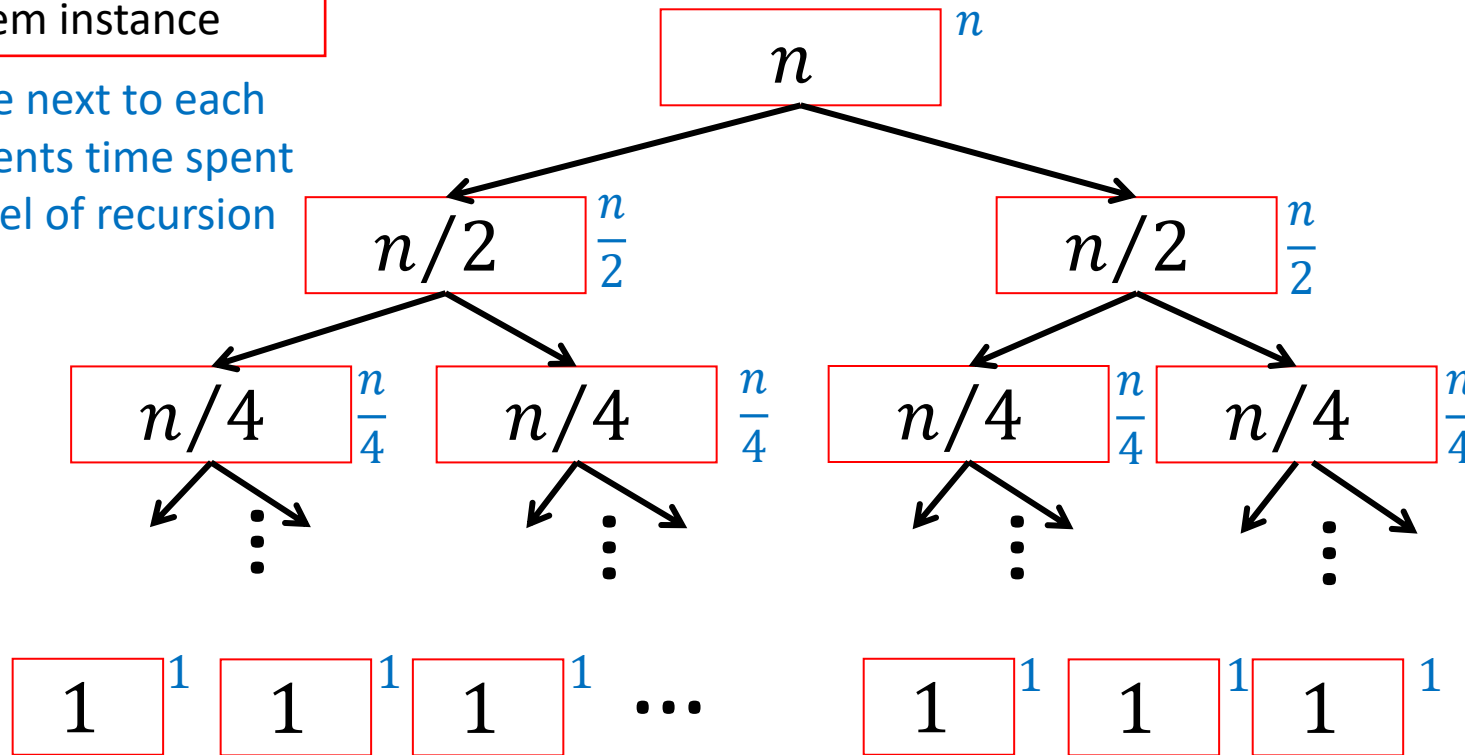 em instance
n n
e next to each
ents time spent
el of recursion
n/2 n/2 n/2 n/2
n/4 n/4 n/4 n/4 n/4 n/4 n/4 n/4
1 1 1 1 1 1 ... 1 1 1 1 1 1